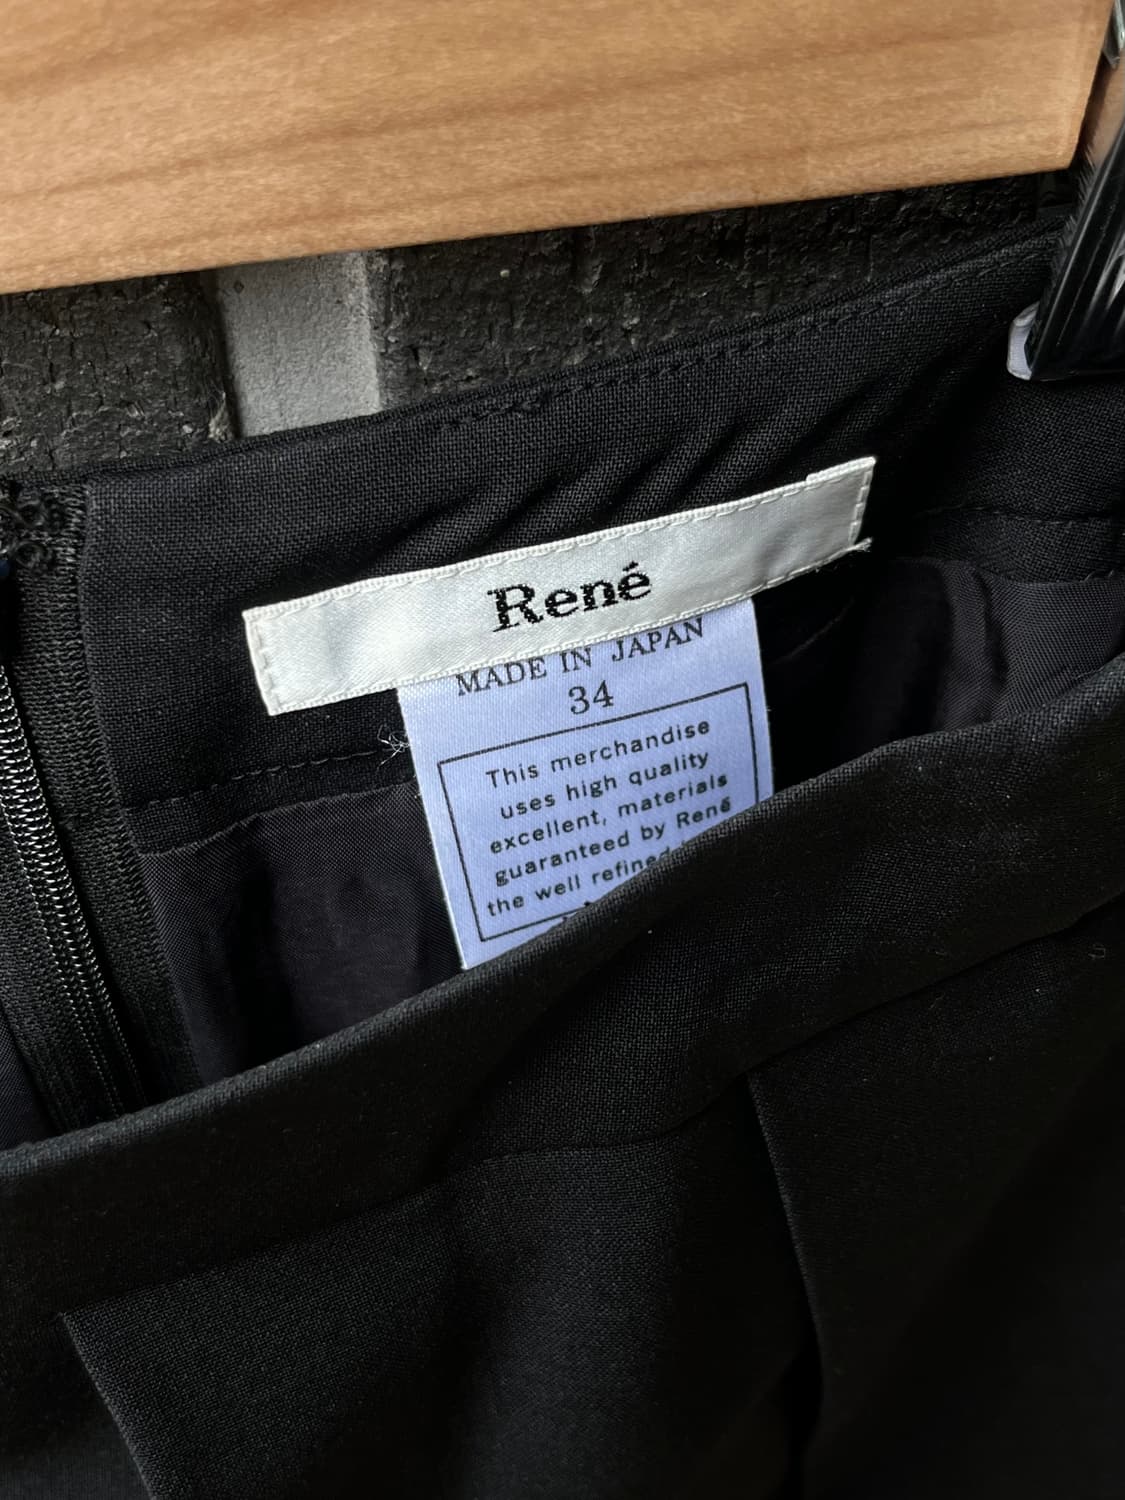 René
MADE IN JAPAN
34
This merchandise
uses high quality
excellent, materials
guaranteed by René
the well refined